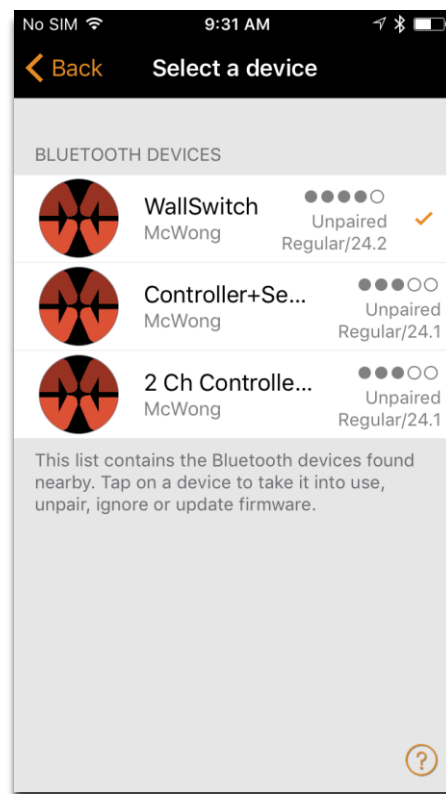 No SIM 9:31 AM
Back Select a device
BLUETOOTH DEVICES
WallSwitch
McWong
Unpaired
Regular/24.2
Controller+Se...
McWong
Unpaired
Regular/24.1
2 Ch Controlle...
McWong
Unpaired
Regular/24.1
This list contains the Bluetooth devices found
nearby. Tap on a device to take it into use,
unpair, ignore or update firmware.
?